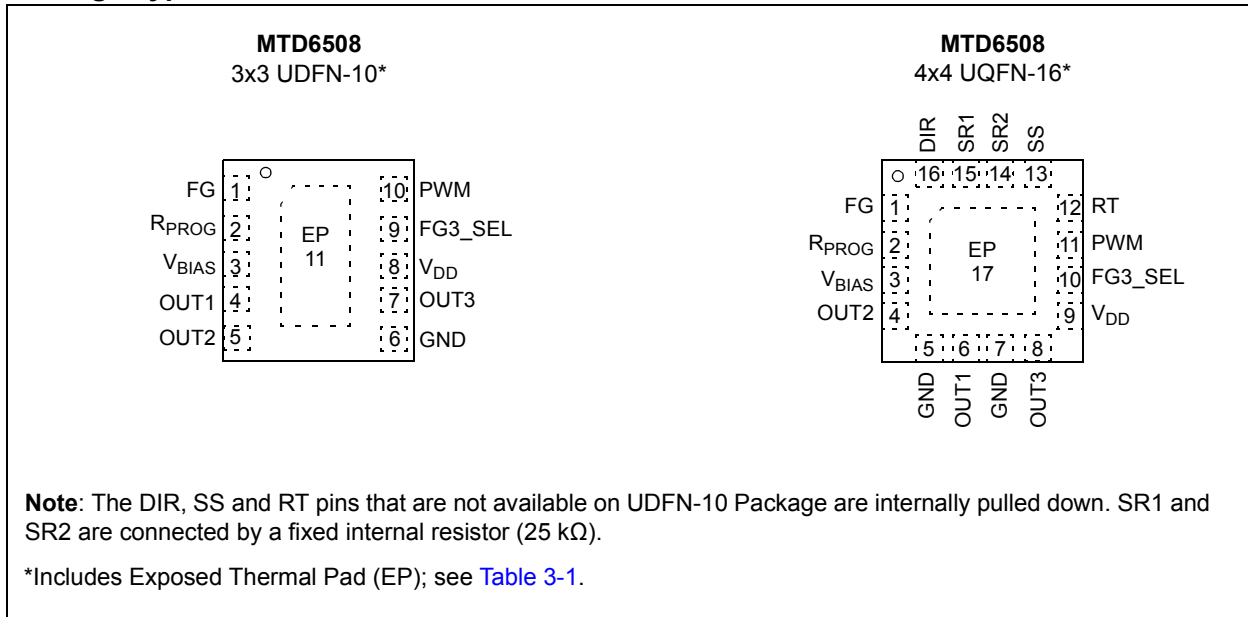 MTD6508
3x3 UDFN-10*
FG 1
RPROG 2
VBIAS 3
OUT1 4
OUT2 5
EP
11
10 PWM
9 FG3_SEL
8 VDD
7 OUT3
6 GND
MTD6508
4x4 UQFN-16*
DIR SR1 SR2 SS
16 15 14 13
FG 1
RPROG 2
VBIAS 3
OUT2 4
EP
17
12 RT
11 PWM
10 FG3_SEL
9 VDD
5 6 7 8
GND OUT1 GND OUT3
Note: The DIR, SS and RT pins that are not available on UDFN-10 Package are internally pulled down. SR1 and
SR2 are connected by a fixed internal resistor (25 kΩ).
*Includes Exposed Thermal Pad (EP); see Table 3-1.